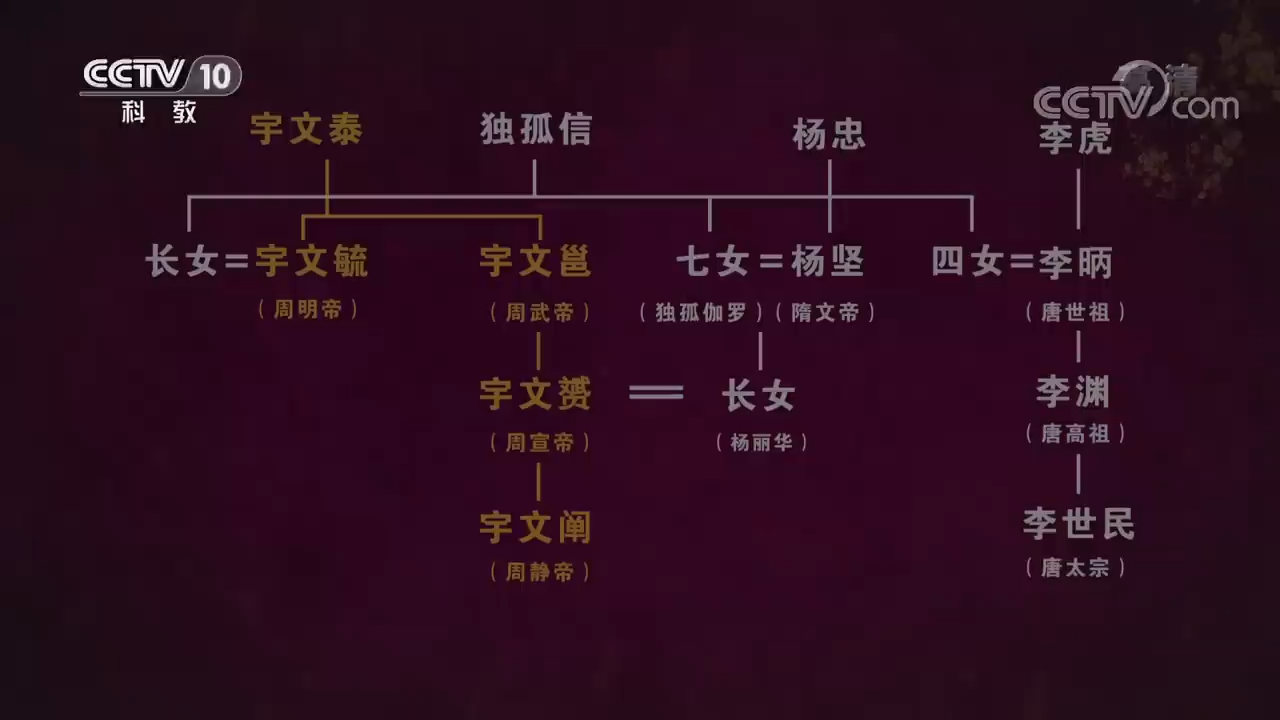 CCTV 10
科教
高清
CCTV.com
宇文泰 独孤信 杨忠 李虎
长女=宇文毓 宇文邕 七女=杨坚 四女=李昞
（周明帝） （周武帝） （独孤伽罗）（隋文帝） （唐世祖）
宇文赟 = 长女 李渊
（周宣帝） （杨丽华） （唐高祖）
宇文阐 李世民
（周静帝） （唐太宗）